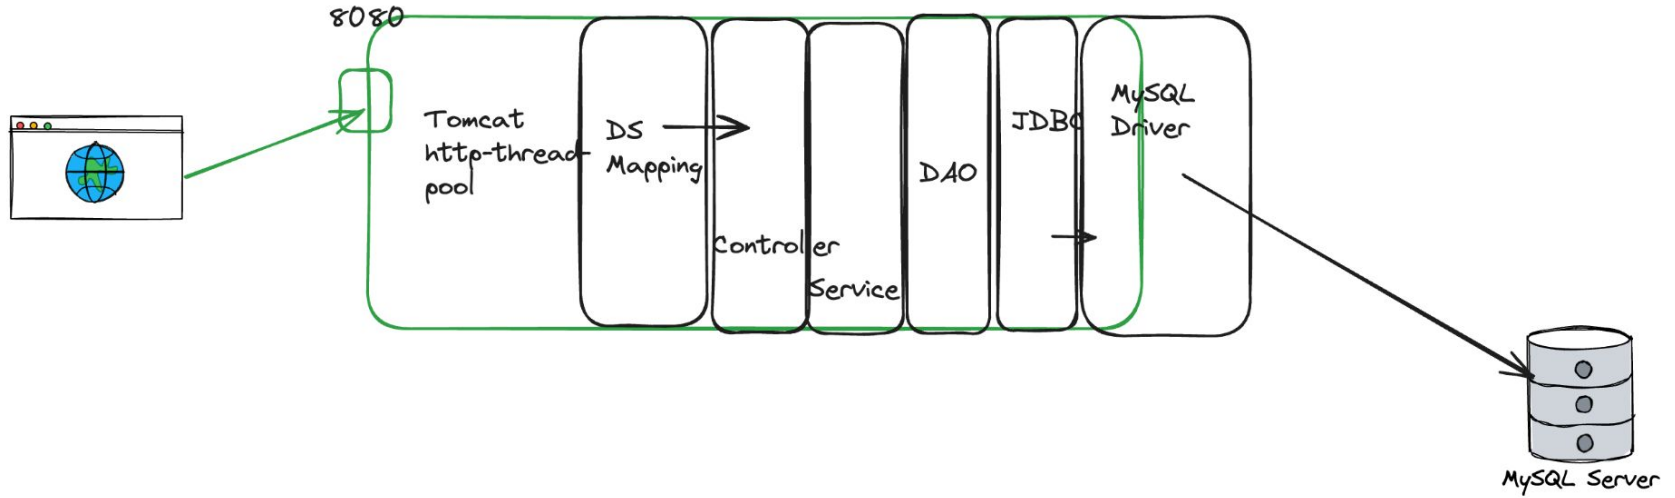 8080
Tomcat
http-thread-
pool
DS
Mapping
Controller
Service
DAO
JDBC
MySQL
Driver
MySQL Server